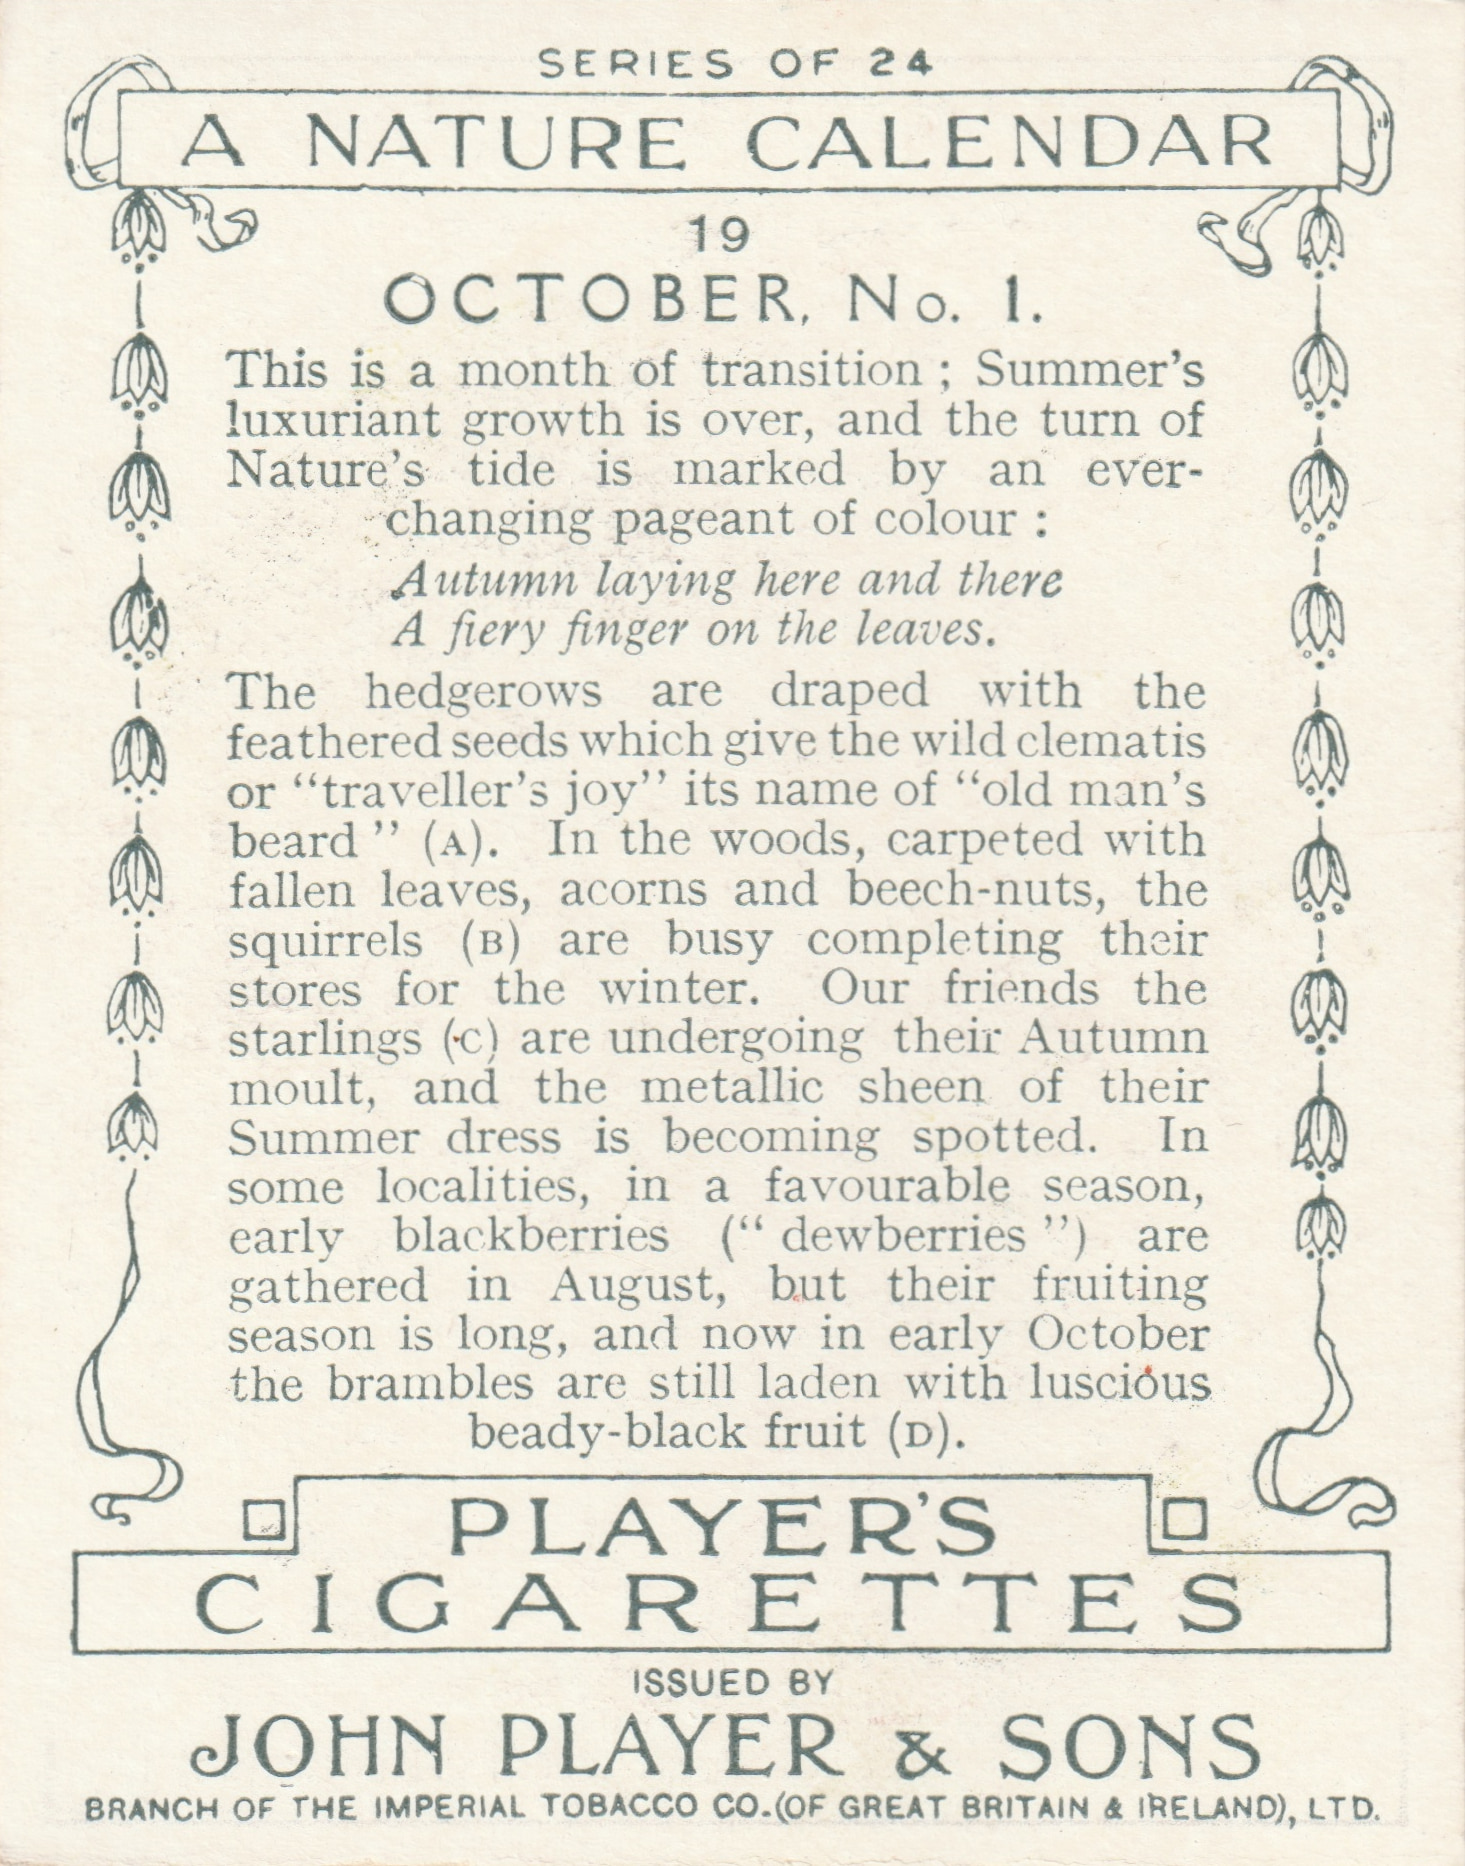 SERIES OF 24
A NATURE CALENDAR
19
OCTOBER, No. 1.
This is a month of transition ; Summer's
luxuriant growth is over, and the turn of
Nature's tide is marked by an ever-
changing pageant of colour :
Autumn laying here and there
A fiery finger on the leaves.
The hedgerows are draped with the
feathered seeds which give the wild clematis
or "traveller's joy" its name of "old man's
beard" (A). In the woods, carpeted with
fallen leaves, acorns and beech-nuts, the
squirrels (B) are busy completing their
stores for the winter. Our friends the
starlings (C) are undergoing their Autumn
moult, and the metallic sheen of their
Summer dress is becoming spotted. In
some localities, in a favourable season,
early blackberries ("dewberries") are
gathered in August, but their fruiting
season is long, and now in early October
the brambles are still laden with luscious
beady-black fruit (D).
PLAYER'S
CIGARETTES
ISSUED BY
JOHN PLAYER & SONS
BRANCH OF THE IMPERIAL TOBACCO CO.(OF GREAT BRITAIN & IRELAND), LTD.